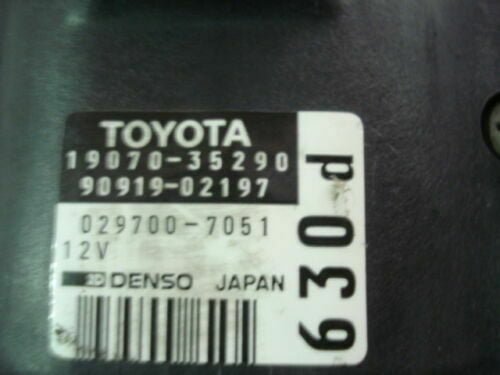 TOYOTA
19070-35290
90919-02197
029700-7051
12V
DENSO JAPAN
630d